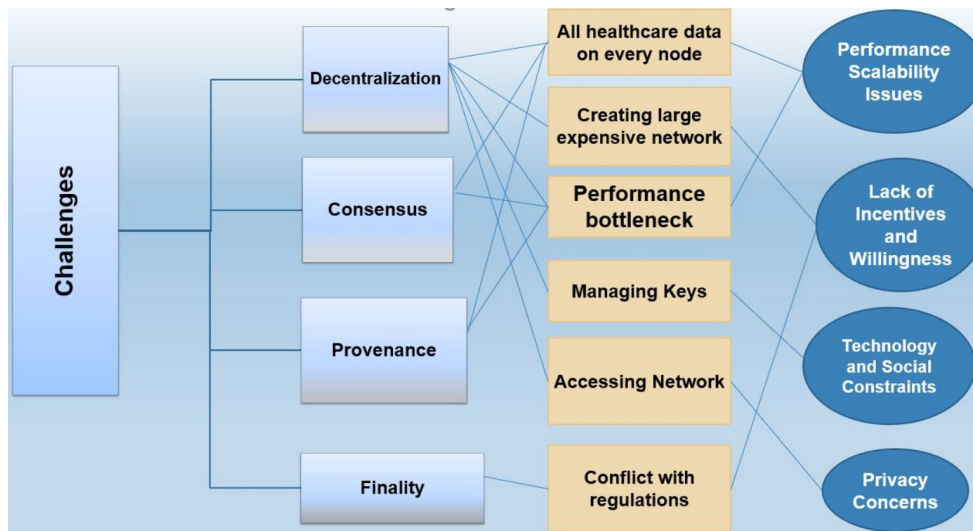 Challenges
Decentralization
Consensus
Provenance
Finality
All healthcare data
on every node
Creating large
expensive network
Performance
bottleneck
Managing Keys
Accessing Network
Conflict with
regulations
Performance
Scalability
Issues
Lack of
Incentives
and
Willingness
Technology
and Social
Constraints
Privacy
Concerns